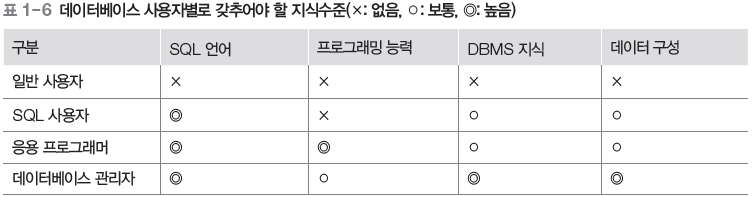 표 1-6 데이터베이스 사용자별로 갖추어야 할 지식수준(×: 없음, ○: 보통, ◎: 높음)
구분 SQL 언어 프로그래밍 능력 DBMS 지식 데이터 구성
일반 사용자 × × × ×
SQL 사용자 ◎ × ○ ○
응용 프로그래머 ◎ ◎ ○ ○
데이터베이스 관리자 ◎ ○ ◎ ◎